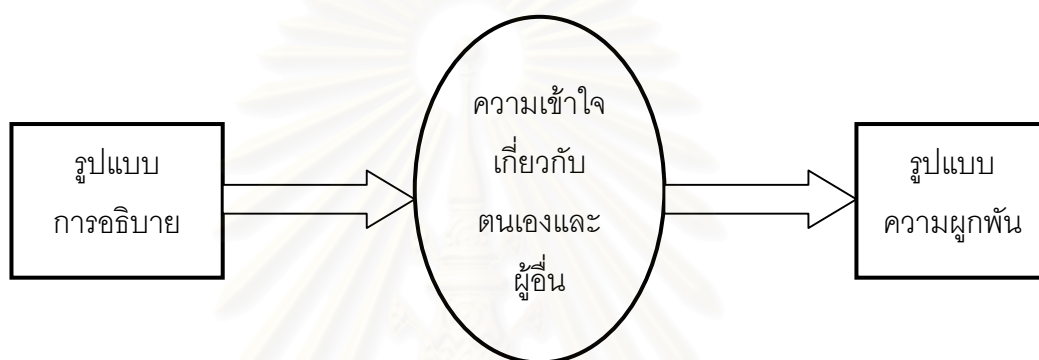 รูปแบบ
การอธิบาย
ความเข้าใจ
เกี่ยวกับ
ตนเองและ
ผู้อื่น
รูปแบบ
ความผูกพัน